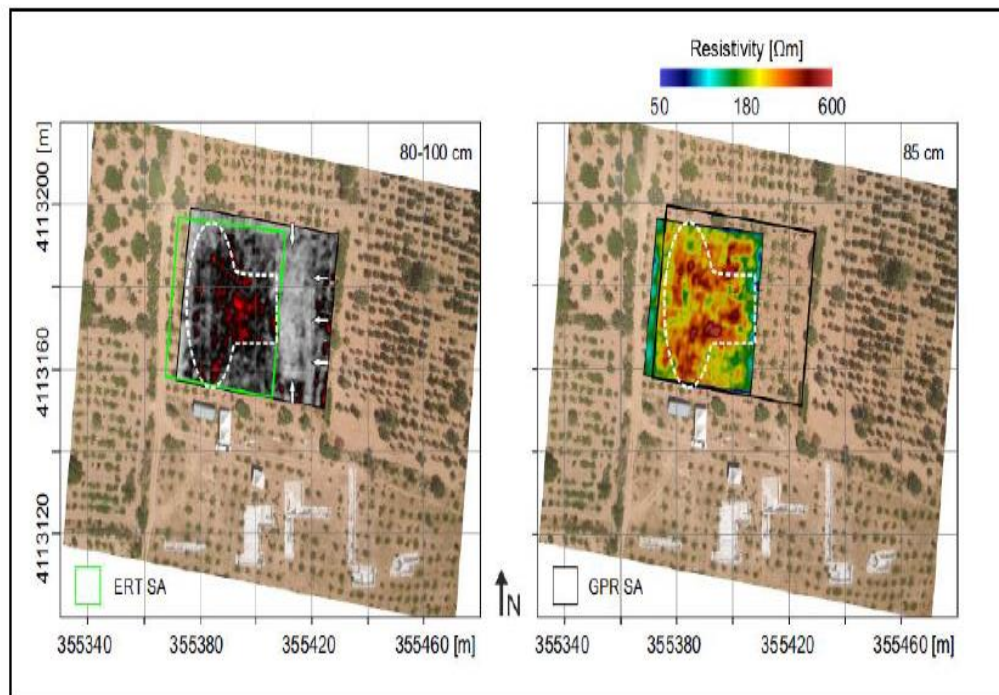 Resistivity [Ωm]
50 180 600
80-100 cm
85 cm
4113200 [m]
4113160
4113120
ERT SA
N
GPR SA
355340 355380 355420 355460 [m]
355340 355380 355420 355460 [m]